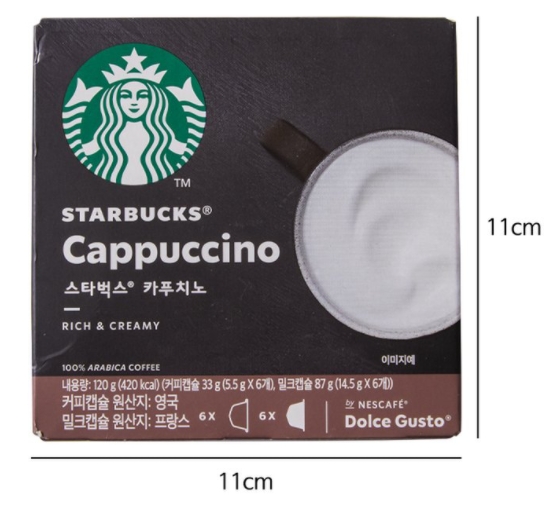 TM
STARBUCKS®
Cappuccino
스타벅스® 카푸치노
RICH & CREAMY
이미지예
100% ARABICA COFFEE
내용량: 120 g (420 kcal) (커피캡슐 33 g (5.5 g X 6개), 밀크캡슐 87 g (14.5 g X 6개))
커피캡슐 원산지: 영국
밀크캡슐 원산지: 프랑스
6 X 6 X
by NESCAFÉ®
Dolce Gusto®
11cm
11cm